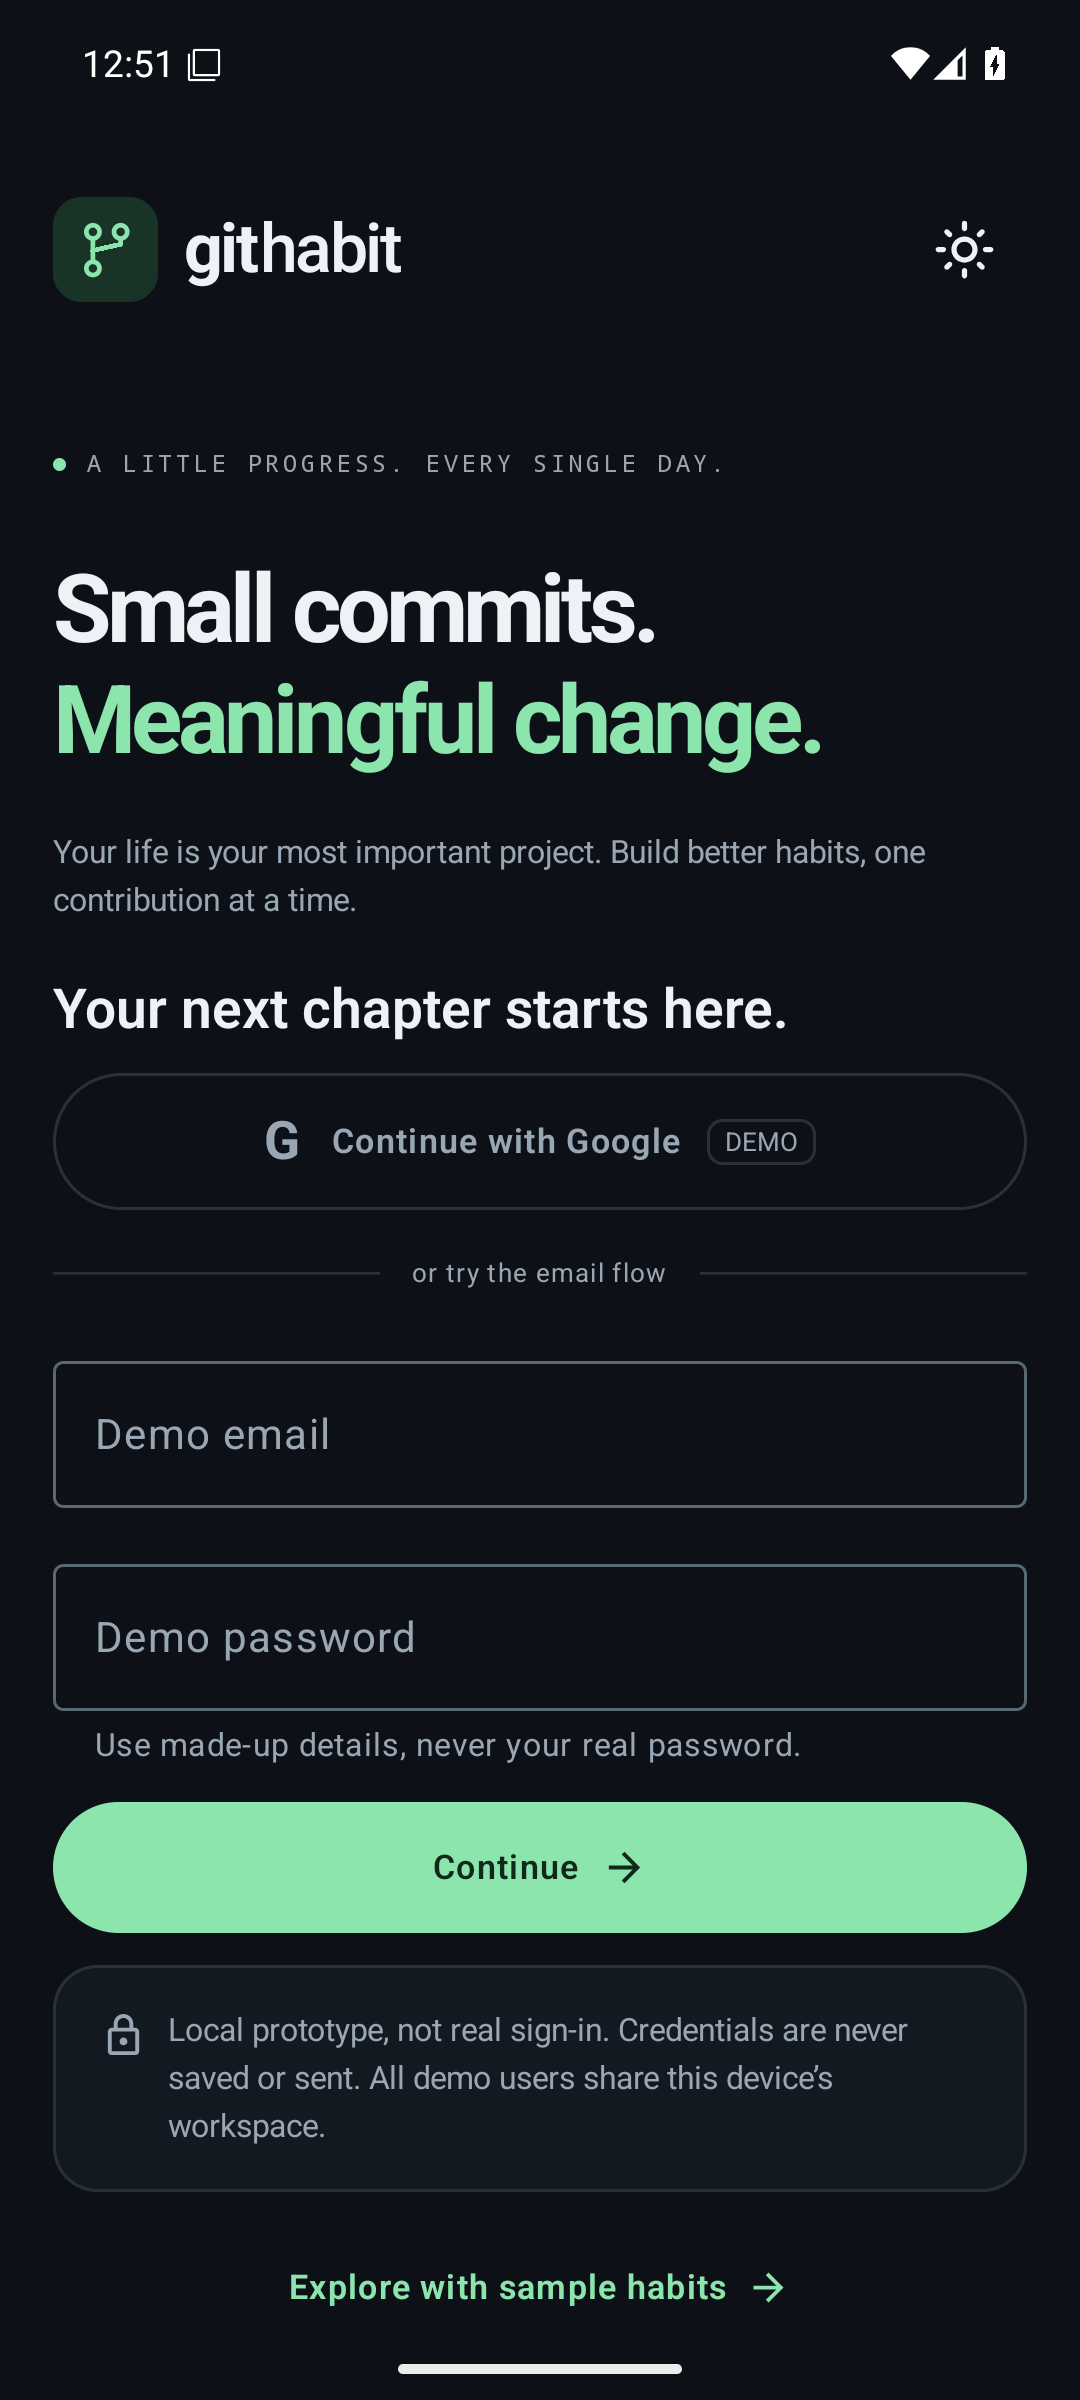 12:51
githabit
A LITTLE PROGRESS. EVERY SINGLE DAY.
Small commits.
Meaningful change.
Your life is your most important project. Build better habits, one
contribution at a time.
Your next chapter starts here.
G Continue with Google DEMO
or try the email flow
Demo email
Demo password
Use made-up details, never your real password.
Continue
Local prototype, not real sign-in. Credentials are never
saved or sent. All demo users share this device’s
workspace.
Explore with sample habits